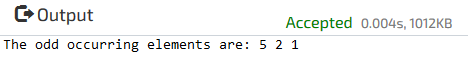 Output
Accepted 0.004s, 1012KB
The odd occurring elements are: 5 2 1